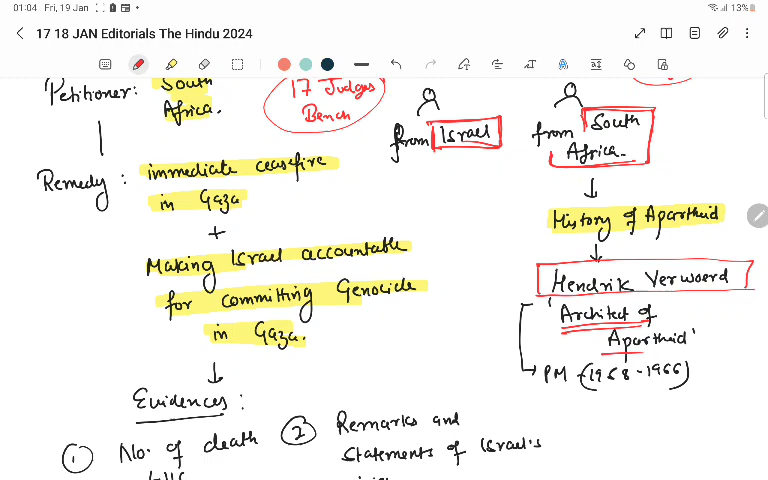 01:04 Fri, 19 Jan
13%
17 18 JAN Editorials The Hindu 2024
Petitioner: South
Africa.
17 Judges
Bench
from Israel
from South
Africa.
Remedy: immediate ceasefire
in Gaza
+
Making Israel accountable
for committing Genocide
in Gaza.
Evidences:
1 No. of death
2 Remarks and
Statements of Israel's
History of Apartheid
Hendrik Verwoerd
'Architect of
Apartheid'
PM - (1958 - 1966)